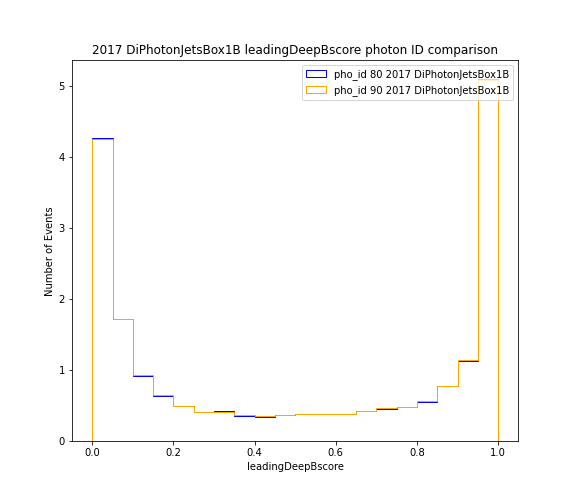 2017 DiPhotonJetsBox1B leadingDeepBscore photon ID comparison
pho_id 80 2017 DiPhotonJetsBox1B
pho_id 90 2017 DiPhotonJetsBox1B
Number of Events
5
4
3
2
1
0
0.0 0.2 0.4 0.6 0.8 1.0
leadingDeepBscore